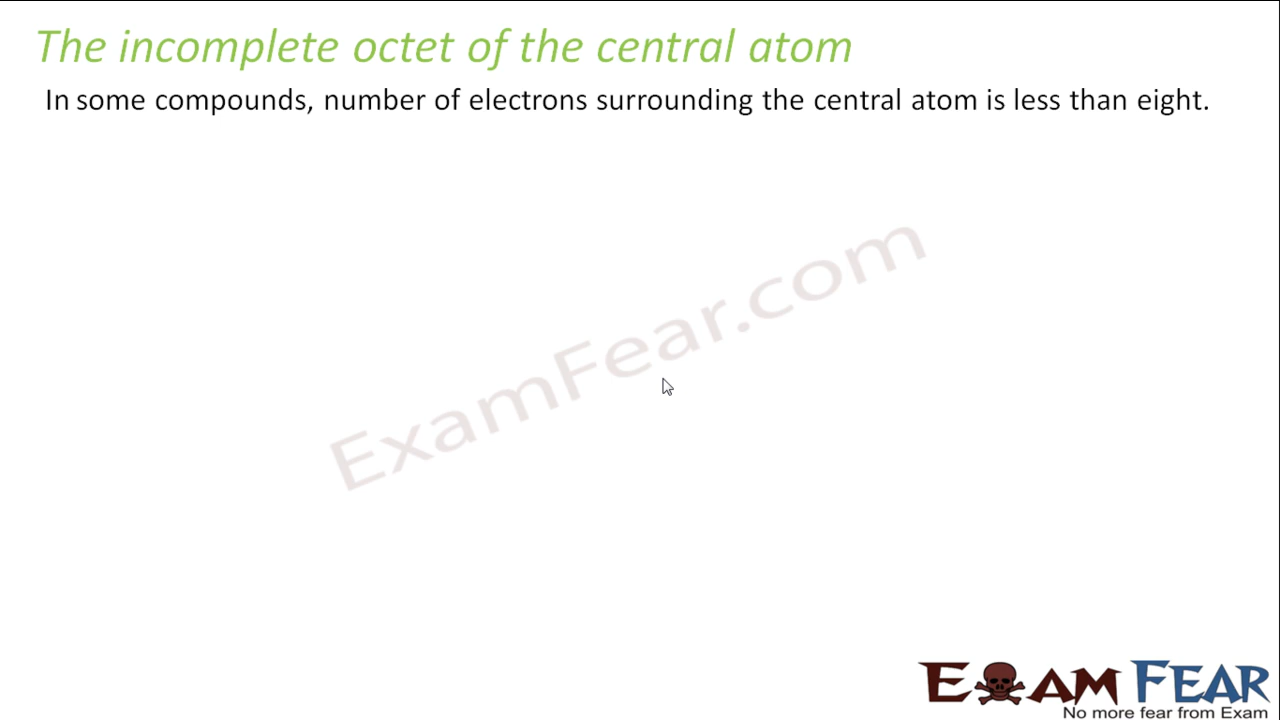 The incomplete octet of the central atom
In some compounds, number of electrons surrounding the central atom is less than eight.
ExamFear.com
EXAM FEAR
No more fear from Exam